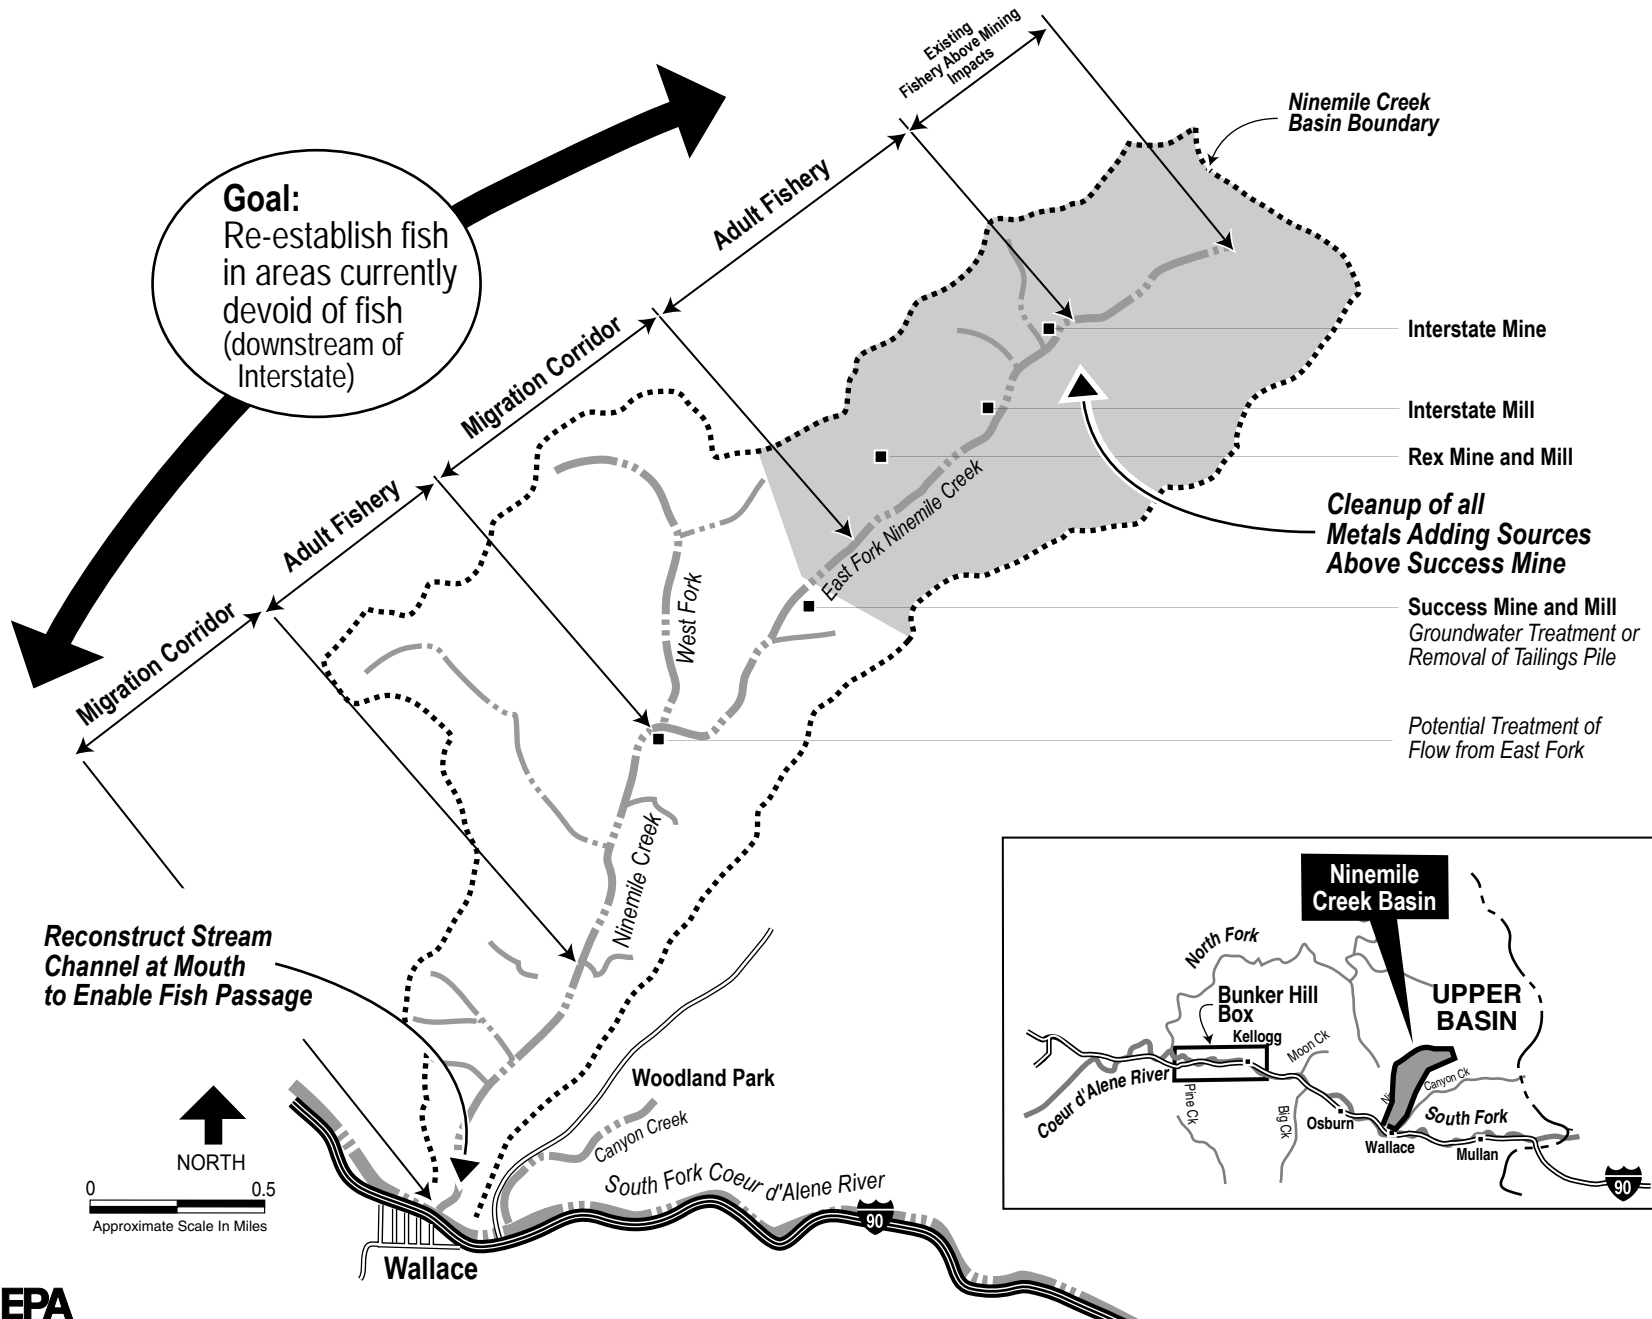 Existing
Fishery Above Mining
Impacts
Ninemile Creek
Basin Boundary
Adult Fishery
Goal:
Re-establish fish
in areas currently
devoid of fish
(downstream of
Interstate)
Migration Corridor
Adult Fishery
Migration Corridor
Interstate Mine
Interstate Mill
Rex Mine and Mill
East Fork Ninemile Creek
Cleanup of all
Metals Adding Sources
Above Success Mine
West Fork
Success Mine and Mill
Groundwater Treatment or
Removal of Tailings Pile
Potential Treatment of
Flow from East Fork
Ninemile Creek
Reconstruct Stream
Channel at Mouth
to Enable Fish Passage
Woodland Park
Canyon Creek
South Fork Coeur d'Alene River
90
NORTH
0 0.5
Approximate Scale In Miles
Wallace
EPA
Ninemile
Creek Basin
North Fork
UPPER
BASIN
Bunker Hill
Box
Kellogg
Moon Ck
Coeur d'Alene River
Pine Ck
Big Ck
Osburn
Ni
Canyon Ck
South Fork
Wallace
Mullan
90